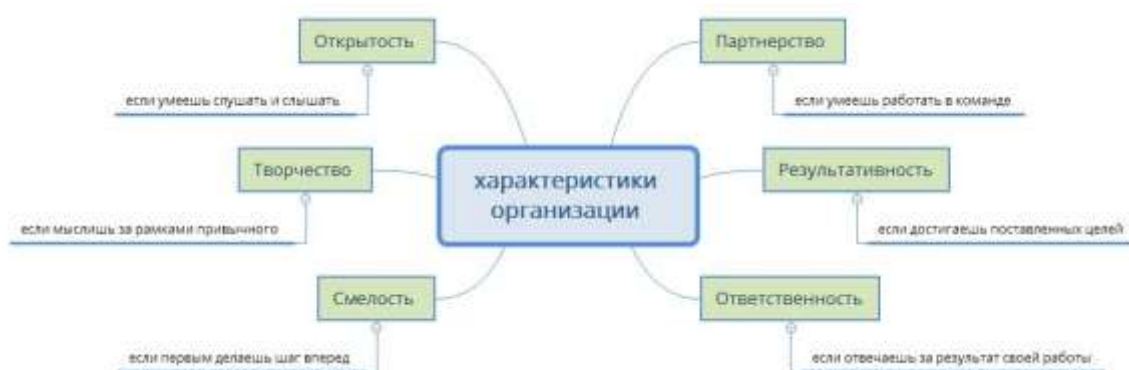 Открытость
если умеешь слушать и слышать
Творчество
если мыслишь за рамками привычного
Смелость
если первым делаешь шаг вперед
характеристики
организации
Партнерство
если умеешь работать в команде
Результативность
если достигаешь поставленных целей
Ответственность
если отвечаешь за результат своей работы